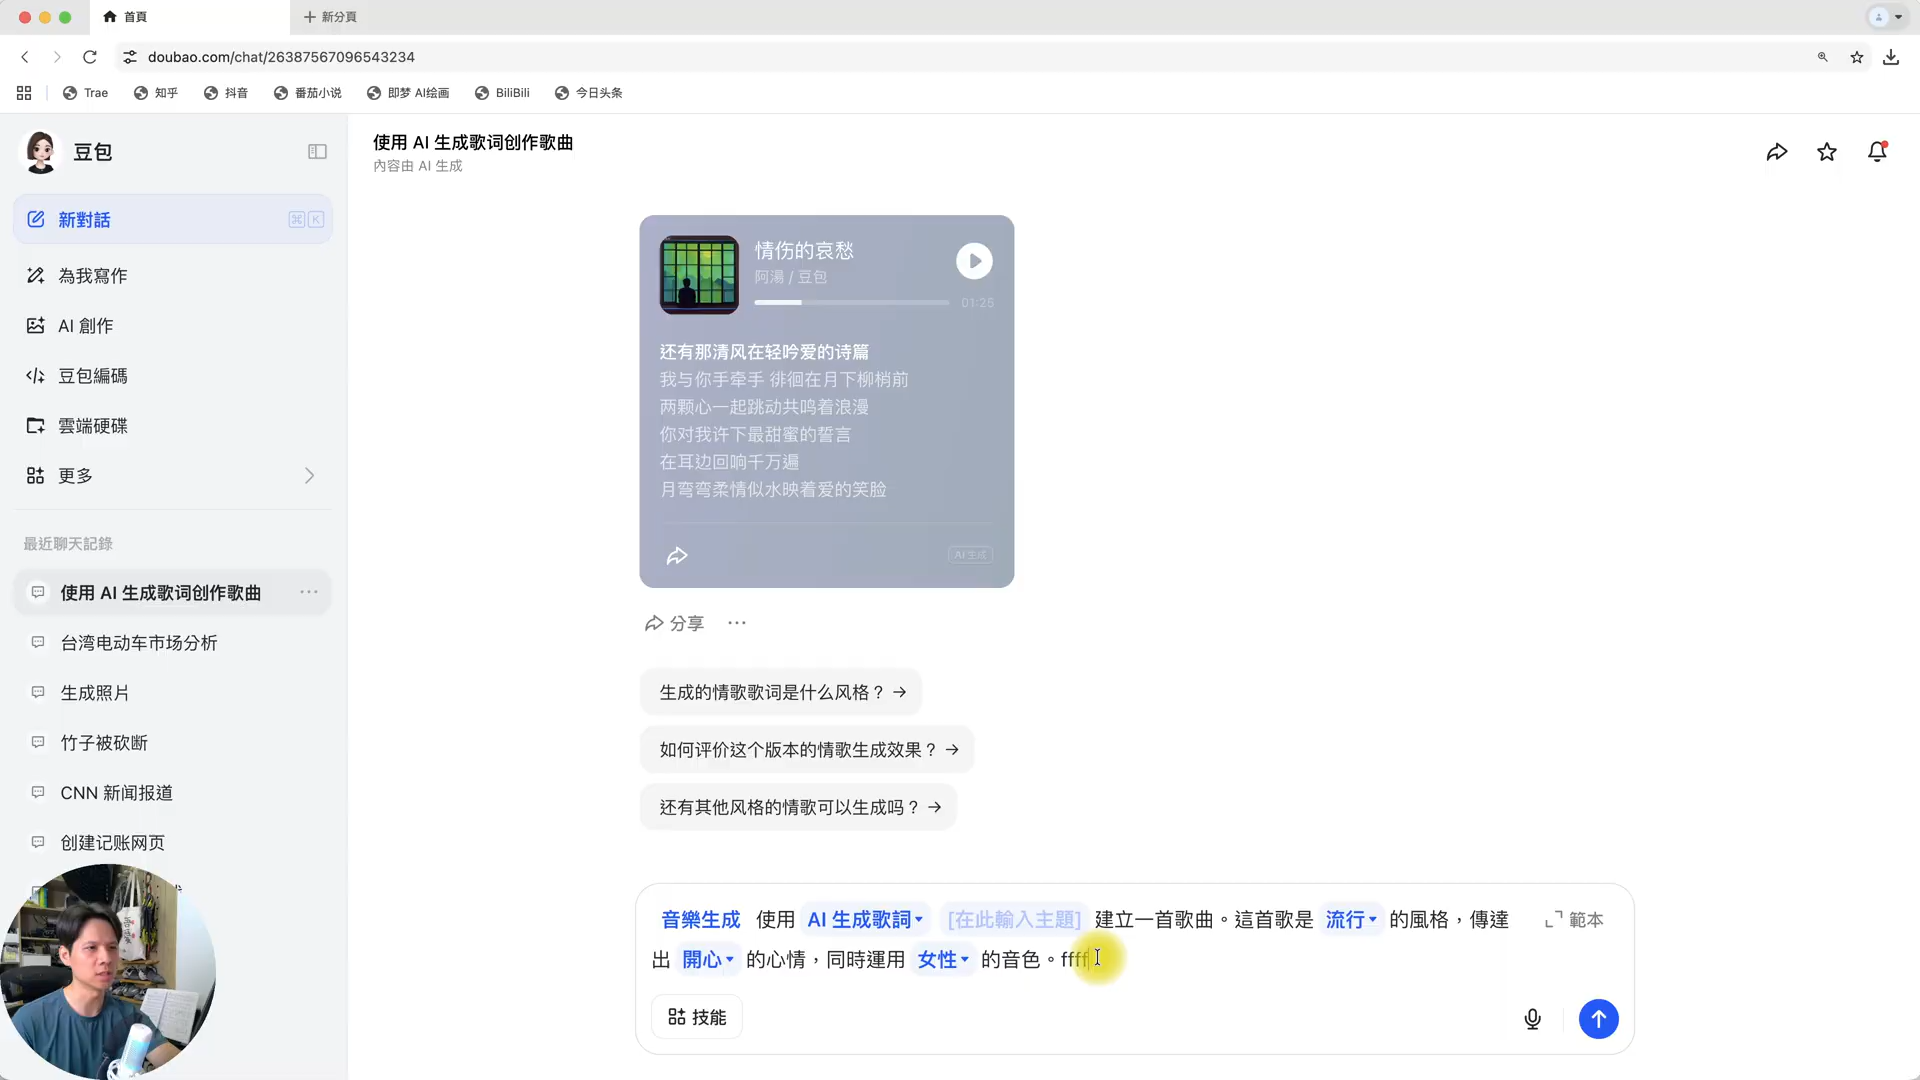 首頁
新分頁
doubao.com/chat/26387567096543234
Trae
知乎
抖音
番茄小说
即梦 AI绘画
BiliBili
今日头条
豆包
新對話
⌘ K
為我寫作
AI 創作
豆包編碼
雲端硬碟
更多
最近聊天記錄
使用 AI 生成歌词创作歌曲
台湾电动车市场分析
生成照片
竹子被砍断
CNN 新闻报道
创建记账网页
使用 AI 生成歌词创作歌曲
內容由 AI 生成
情伤的哀愁
阿湯 / 豆包
01:25
还有那清风在轻吟爱的诗篇
我与你手牵手 徘徊在月下柳梢前
两颗心一起跳动共鸣着浪漫
你对我许下最甜蜜的誓言
在耳边回响千万遍
月弯弯柔情似水映着爱的笑脸
AI 生成
分享
生成的情歌歌词是什么风格？→
如何评价这个版本的情歌生成效果？→
还有其他风格的情歌可以生成吗？→
音樂生成 使用 AI 生成歌詞 [在此輸入主題] 建立一首歌曲。這首歌是 流行 的風格，傳達
出 開心 的心情，同時運用 女性 的音色。ffff
範本
技能